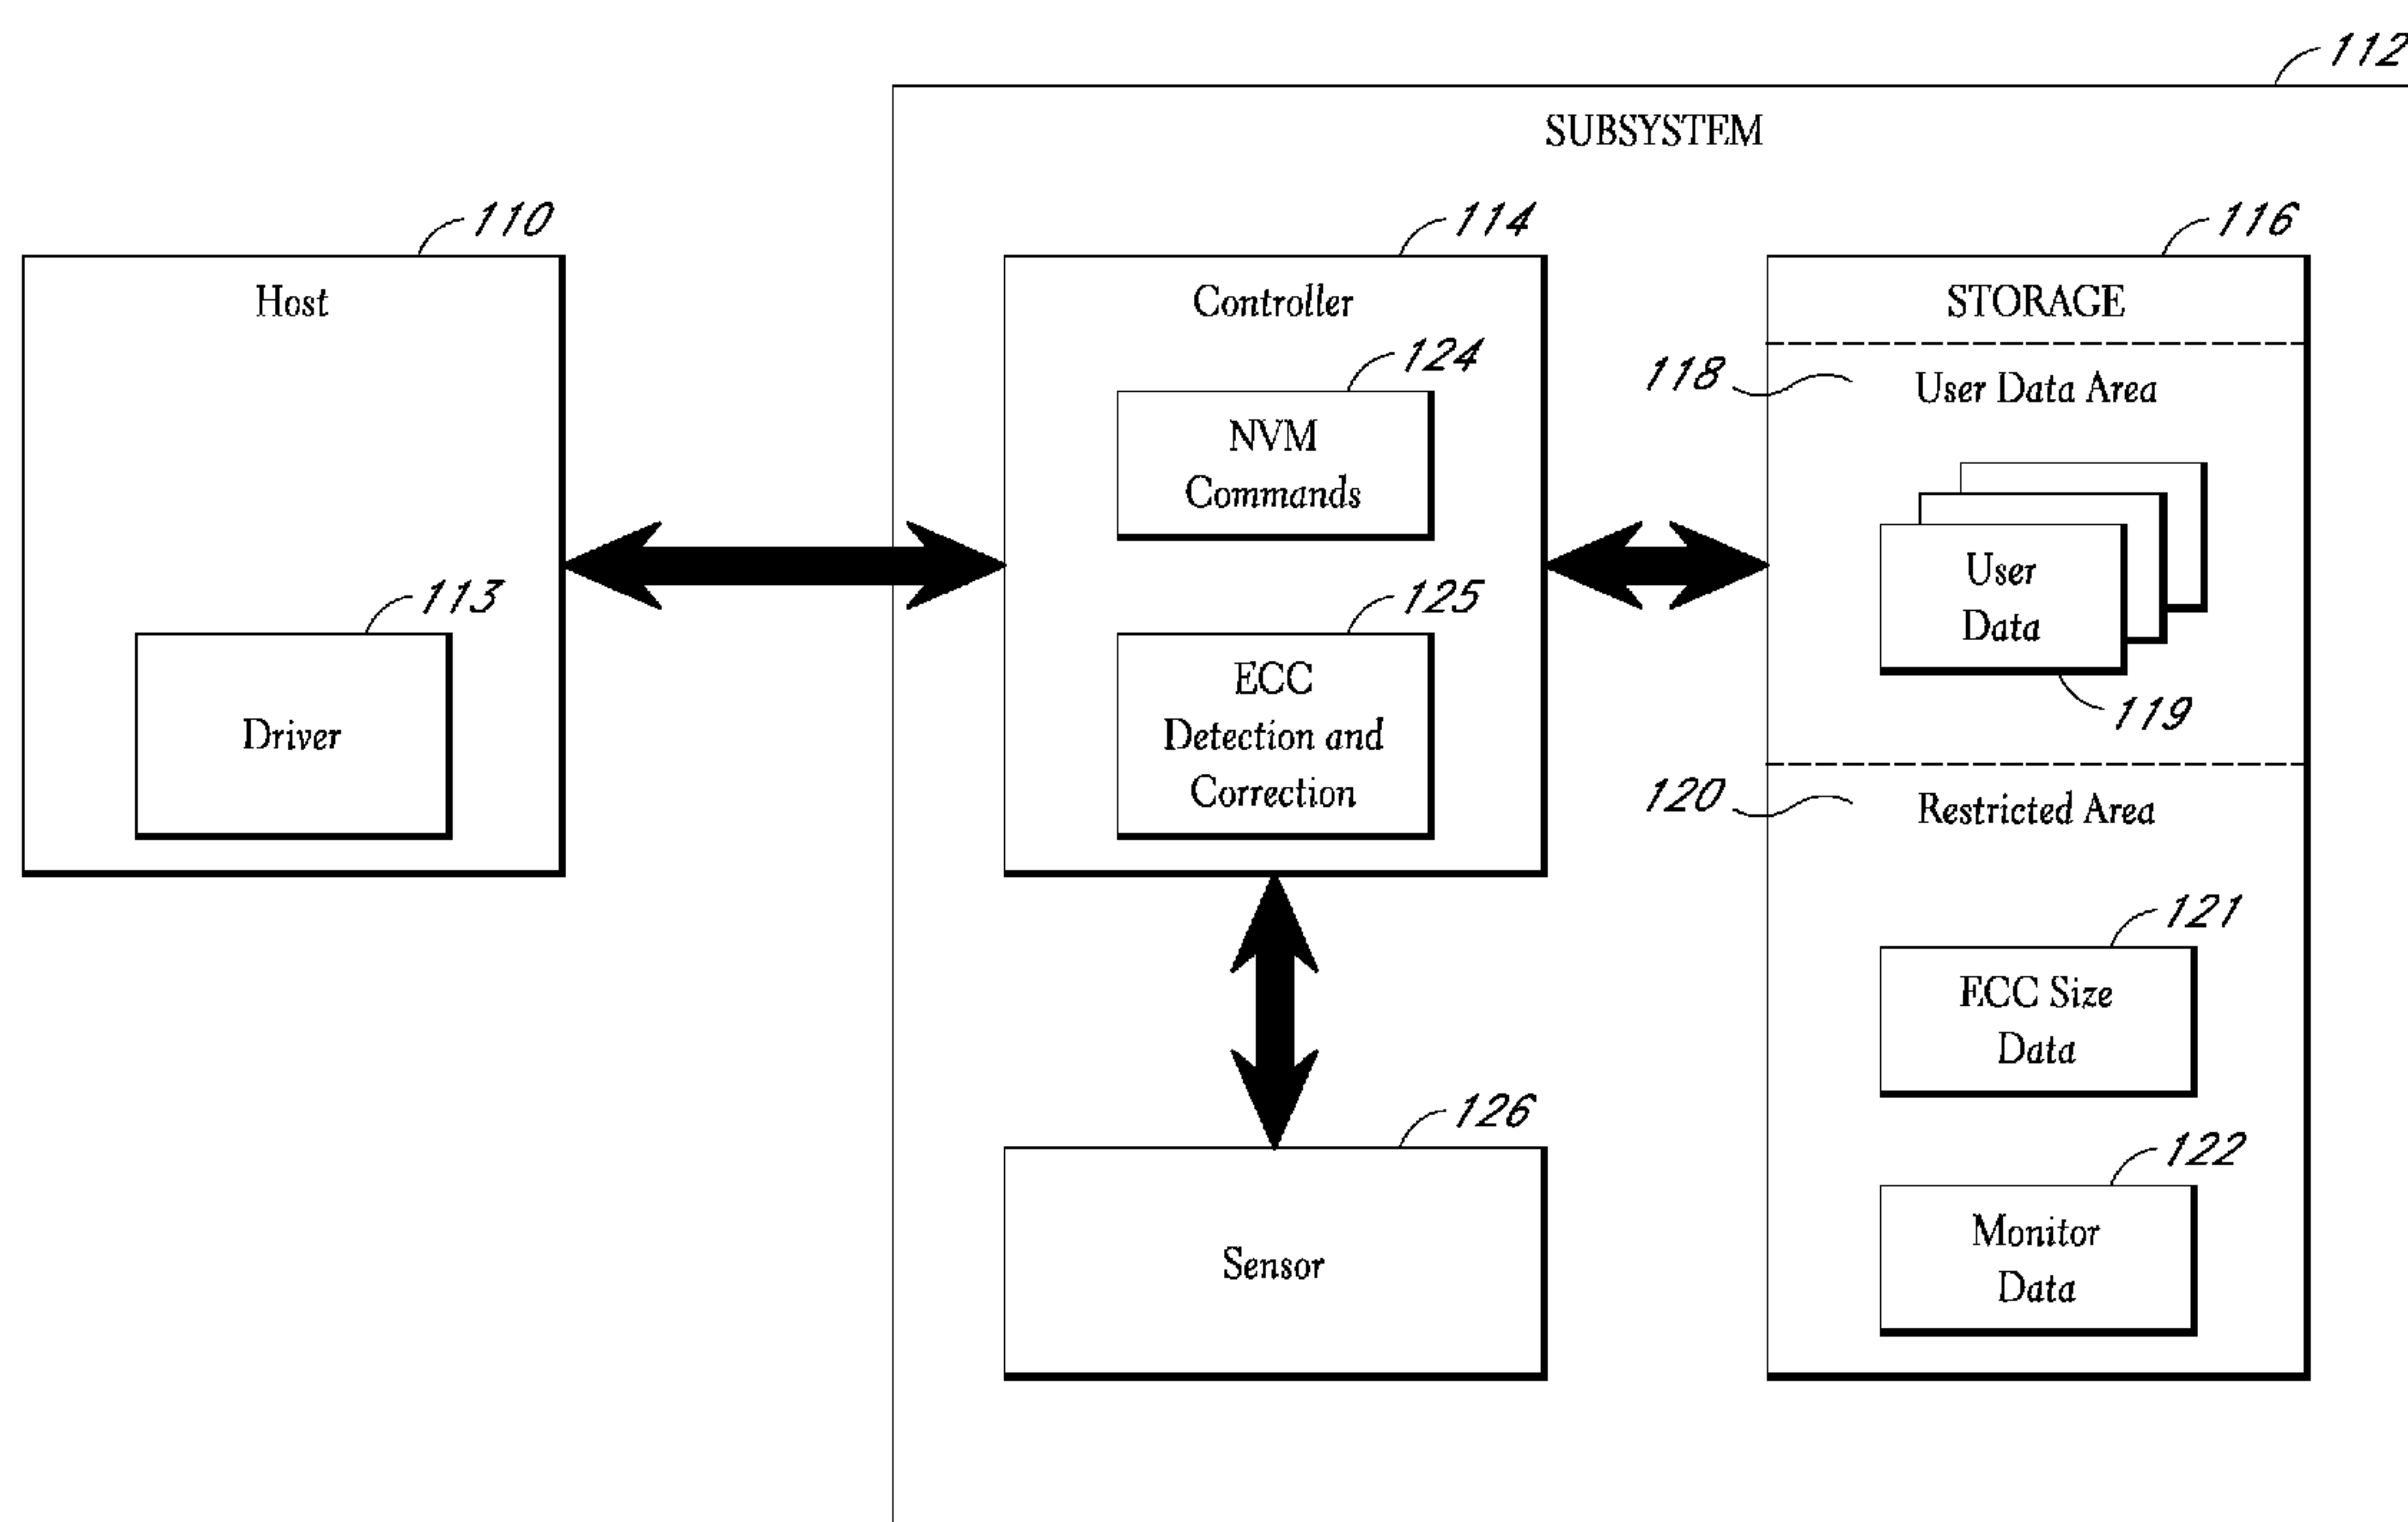 112
SUBSYSTEM
110
Host
113
Driver
114
Controller
124
NVM
Commands
125
ECC
Detection and
Correction
126
Sensor
116
STORAGE
118
User Data Area
User
Data
119
120
Restricted Area
121
ECC Size
Data
122
Monitor
Data